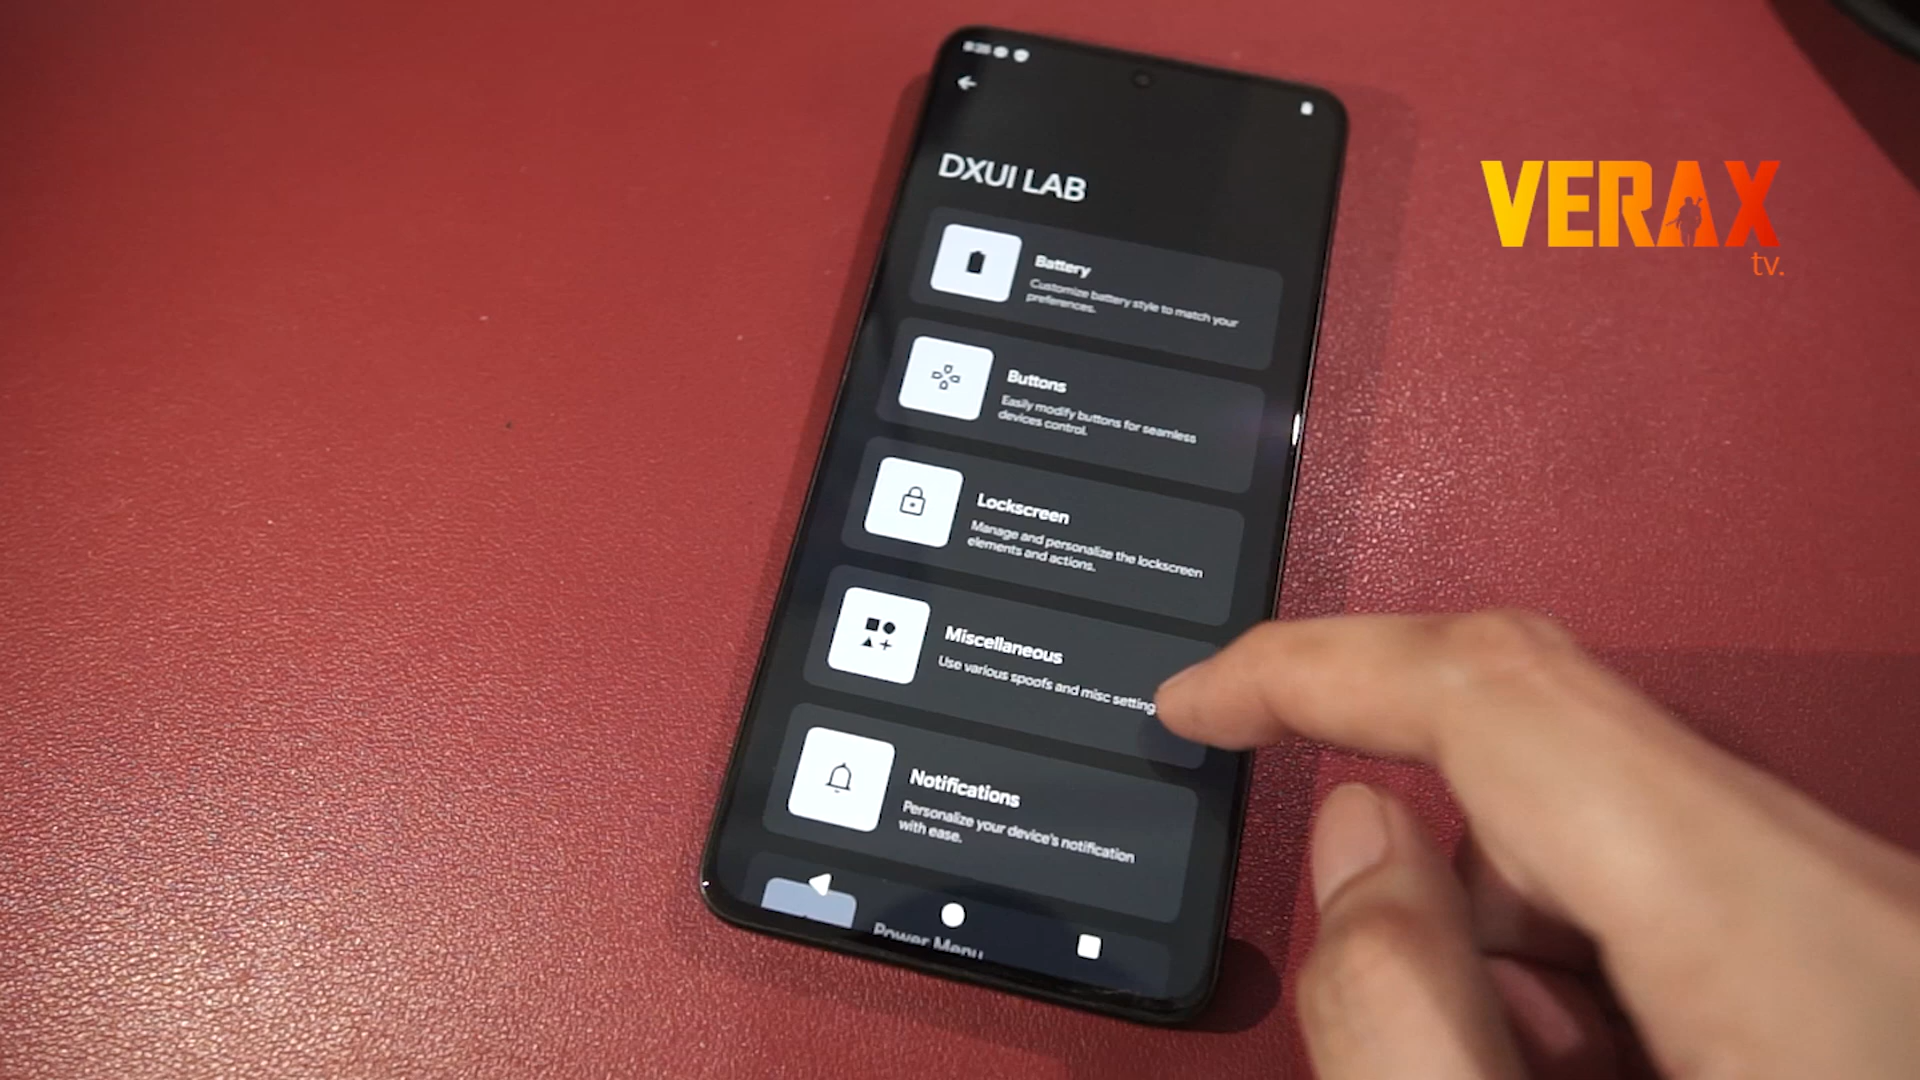 DXUI LAB
Battery
Customize battery style to match your
preferences.
Buttons
Easily modify buttons for seamless
devices control.
Lockscreen
Manage and personalize the lockscreen
elements and actions.
Miscellaneous
Use various spoofs and misc setting
Notifications
Personalize your device's notification
with ease.
Power Menu
VERAX
tv.